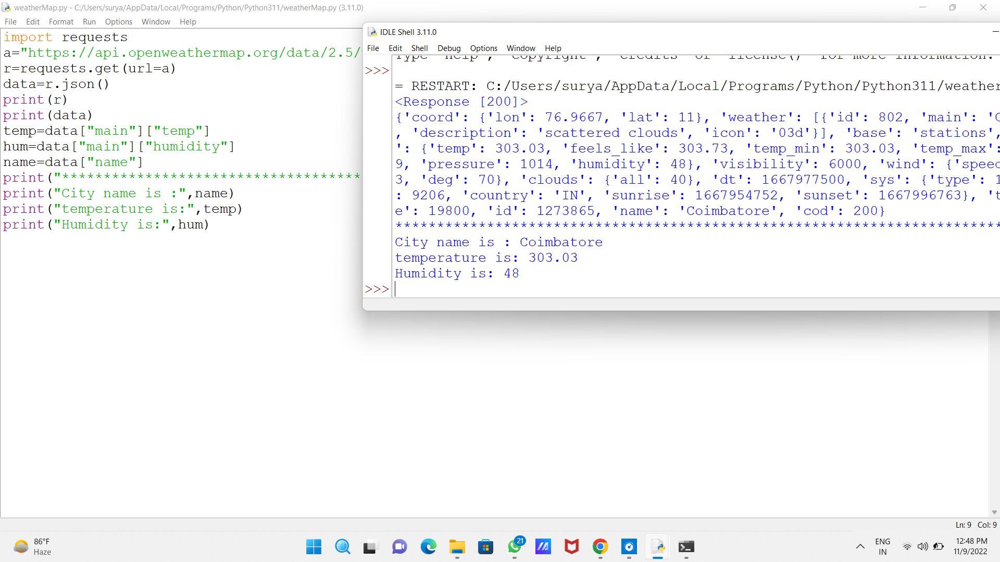 weatherMap.py - C:/Users/surya/AppData/Local/Programs/Python/Python311/weatherMap.py (3.11.0)
File Edit Format Run Options Window Help
import requests
a="https://api.openweathermap.org/data/2.5/
r=requests.get(url=a)
data=r.json()
print(r)
print(data)
temp=data["main"]["temp"]
hum=data["main"]["humidity"]
name=data["name"]
print("************************************
print("City name is :",name)
print("temperature is:",temp)
print("Humidity is:",hum)
IDLE Shell 3.11.0
File Edit Shell Debug Options Window Help
Type "help", "copyright", "credits" or "license()" for more information.
>>>
= RESTART: C:/Users/surya/AppData/Local/Programs/Python/Python311/weather
<Response [200]>
{'coord': {'lon': 76.9667, 'lat': 11}, 'weather': [{'id': 802, 'main': 'C
, 'description': 'scattered clouds', 'icon': '03d'}], 'base': 'stations',
': {'temp': 303.03, 'feels_like': 303.73, 'temp_min': 303.03, 'temp_max':
9, 'pressure': 1014, 'humidity': 48}, 'visibility': 6000, 'wind': {'speed
3, 'deg': 70}, 'clouds': {'all': 40}, 'dt': 1667977500, 'sys': {'type': 1
: 9206, 'country': 'IN', 'sunrise': 1667954752, 'sunset': 1667996763}, 't
e': 19800, 'id': 1273865, 'name': 'Coimbatore', 'cod': 200}
*************************************************************************
City name is : Coimbatore
temperature is: 303.03
Humidity is: 48
>>>
Ln: 9 Col: 9
86°F
Haze
21
ENG
IN
12:48 PM
11/9/2022